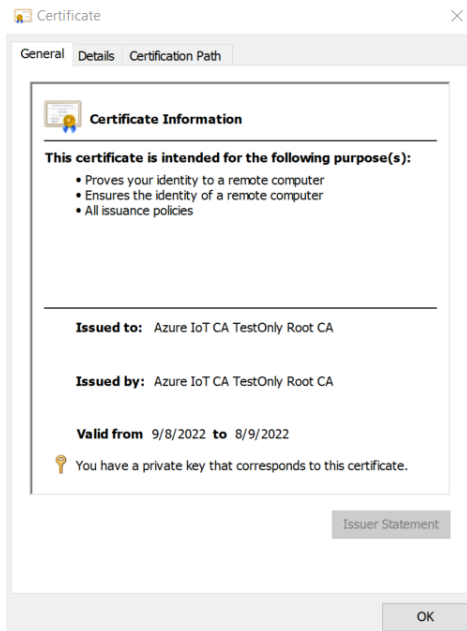 Certificate
General Details Certification Path
Certificate Information
This certificate is intended for the following purpose(s):
• Proves your identity to a remote computer
• Ensures the identity of a remote computer
• All issuance policies
Issued to: Azure IoT CA TestOnly Root CA
Issued by: Azure IoT CA TestOnly Root CA
Valid from 9/8/2022 to 8/9/2022
You have a private key that corresponds to this certificate.
Issuer Statement
OK